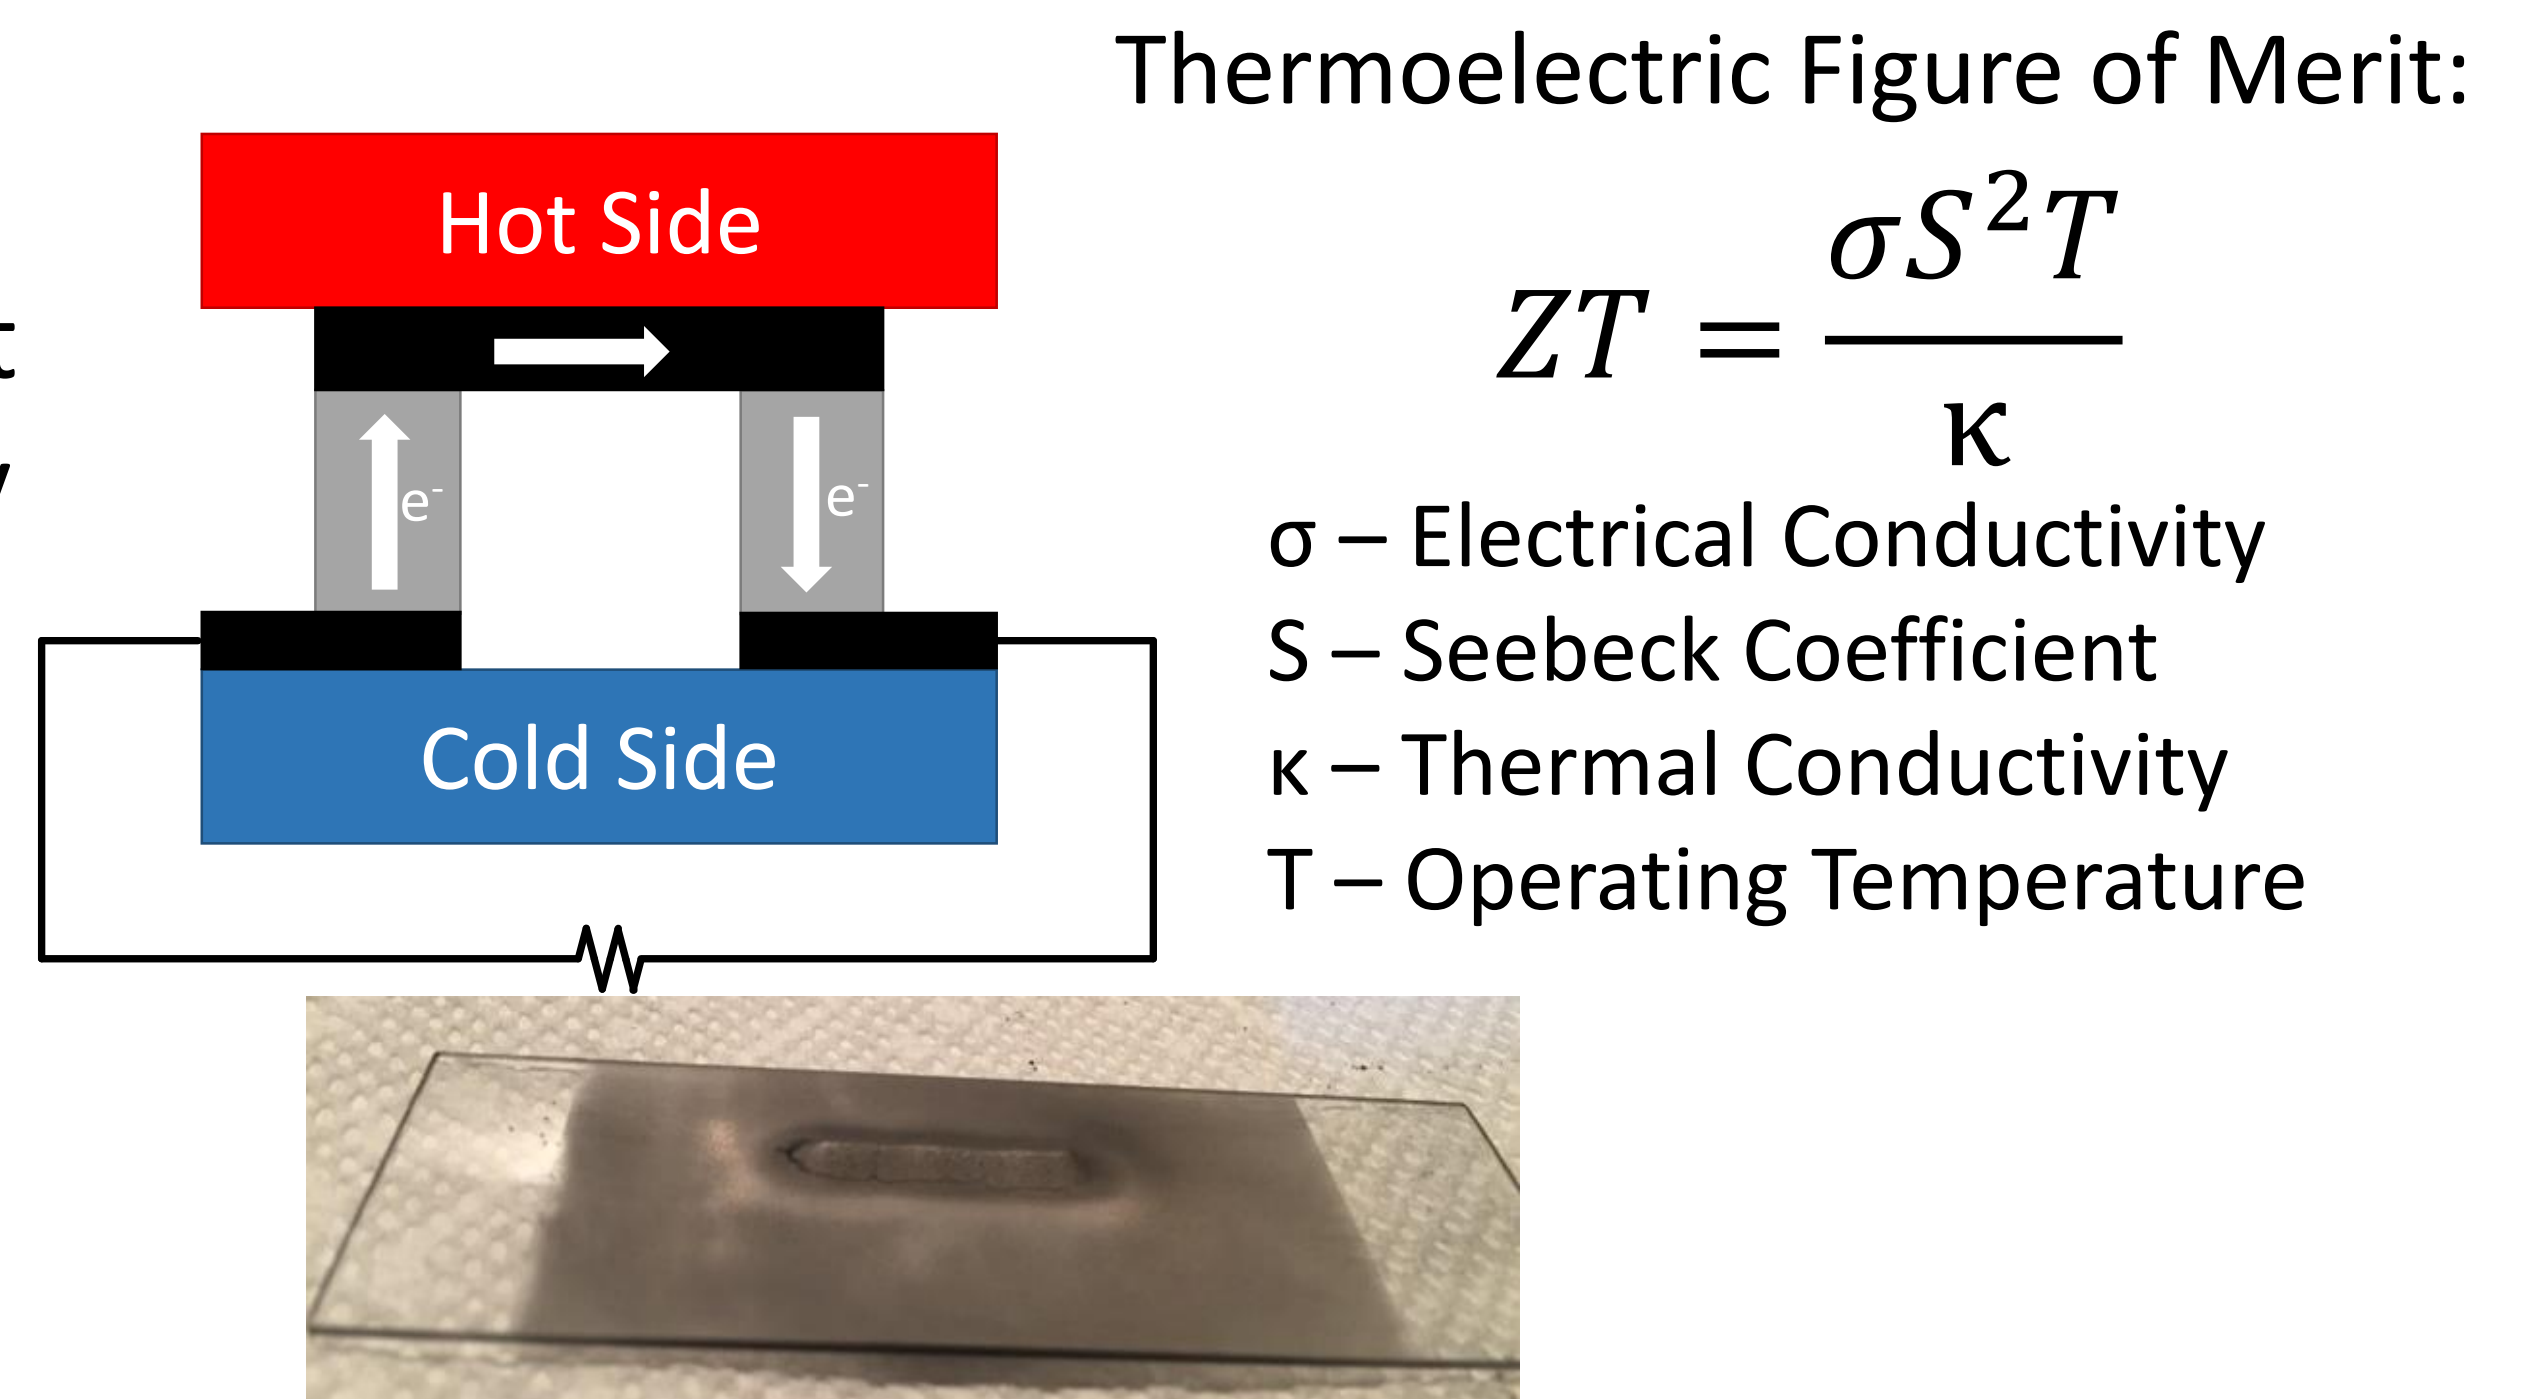 Thermoelectric Figure of Merit:
Hot Side
e⁻
e⁻
Cold Side
ZT = σS²T / κ
σ – Electrical Conductivity
S – Seebeck Coefficient
κ – Thermal Conductivity
T – Operating Temperature